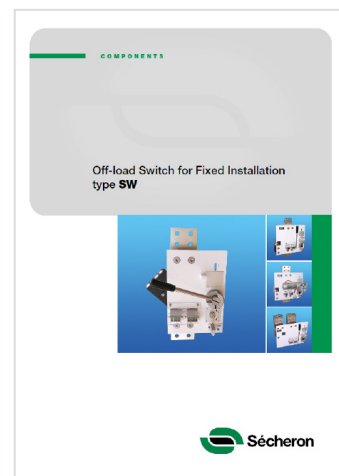 COMPONENTS
Off-load Switch for Fixed Installation
type SW
Sécheron